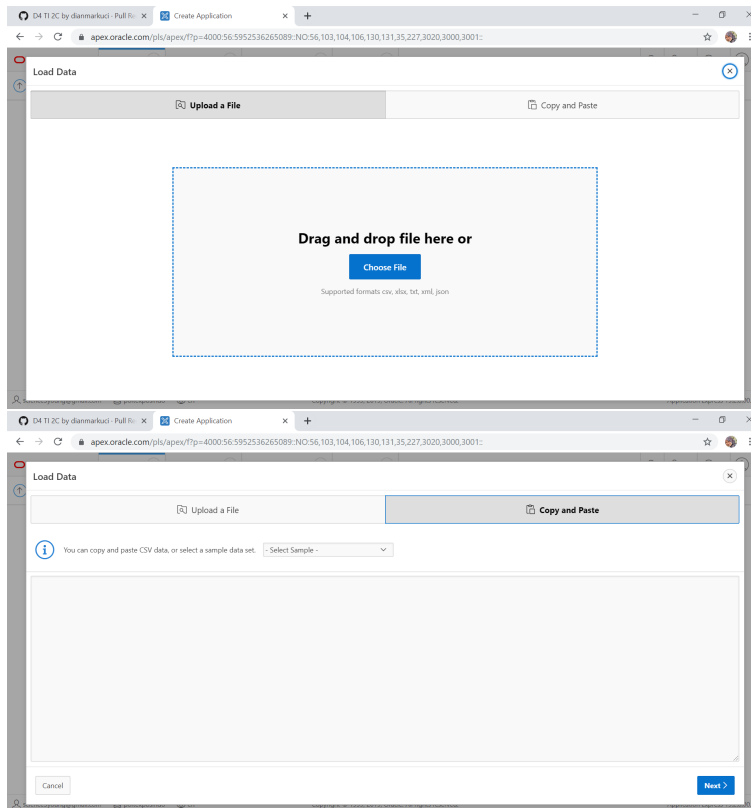 D4 TI 2C by dianmarkuci · Pull Re
Create Application
apex.oracle.com/pls/apex/f?p=4000:56:5952536265089::NO:56,103,104,106,130,131,35,227,3020,3000,3001::
Load Data
Upload a File
Copy and Paste
Drag and drop file here or
Choose File
Supported formats csv, xlsx, txt, xml, json
D4 TI 2C by dianmarkuci · Pull Re
Create Application
apex.oracle.com/pls/apex/f?p=4000:56:5952536265089::NO:56,103,104,106,130,131,35,227,3020,3000,3001::
Load Data
Upload a File
Copy and Paste
You can copy and paste CSV data, or select a sample data set.
- Select Sample -
Cancel
Next